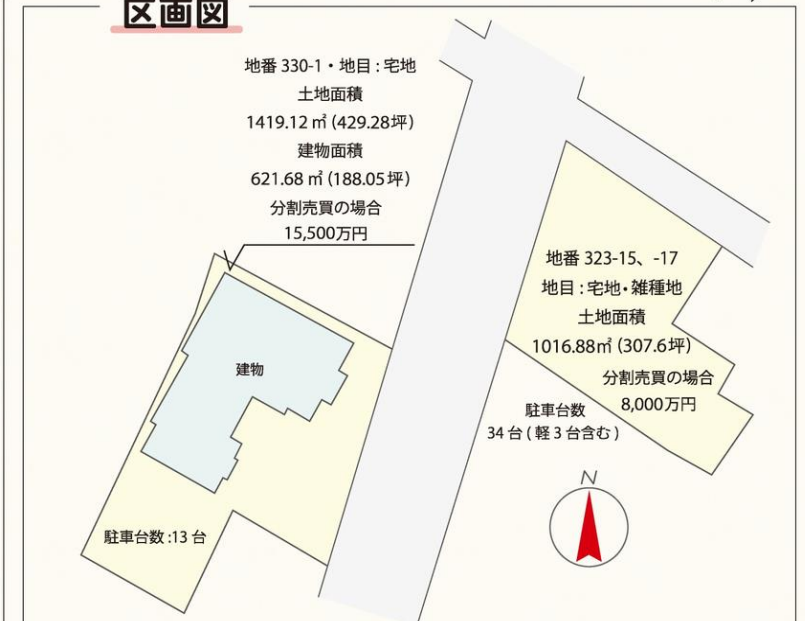 区画図
地番 330-1・地目 : 宅地
土地面積
1419.12 ㎡ (429.28坪)
建物面積
621.68 ㎡ (188.05坪)
分割売買の場合
15,500万円
建物
駐車台数 :13 台
地番 323-15、-17
地目 : 宅地・雑種地
土地面積
1016.88㎡ (307.6坪)
分割売買の場合
8,000万円
駐車台数
34 台 ( 軽 3 台含む )
N